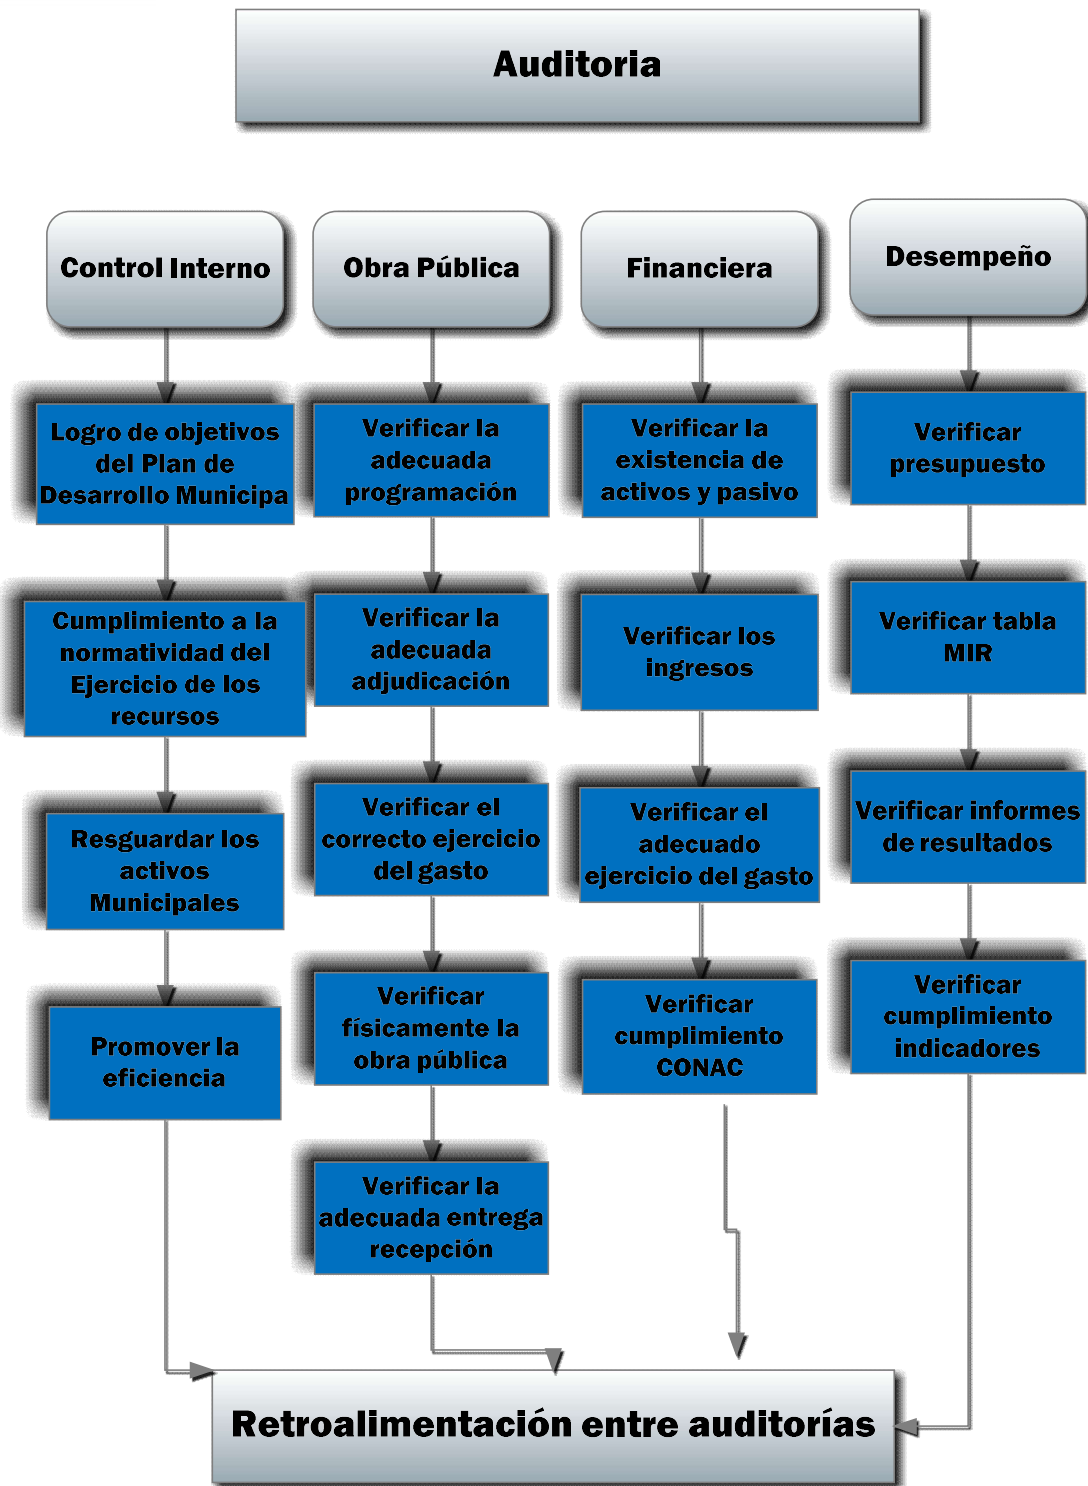 Auditoria
Control Interno
Logro de objetivos
del Plan de
Desarrollo Municipa
Cumplimiento a la
normatividad del
Ejercicio de los
recursos
Resguardar los
activos
Municipales
Promover la
eficiencia
Obra Pública
Verificar la
adecuada
programación
Verificar la
adecuada
adjudicación
Verificar el
correcto ejercicio
del gasto
Verificar
físicamente la
obra pública
Verificar la
adecuada entrega
recepción
Financiera
Verificar la
existencia de
activos y pasivo
Verificar los
ingresos
Verificar el
adecuado
ejercicio del gasto
Verificar
cumplimiento
CONAC
Desempeño
Verificar
presupuesto
Verificar tabla
MIR
Verificar informes
de resultados
Verificar
cumplimiento
indicadores
Retroalimentación entre auditorías